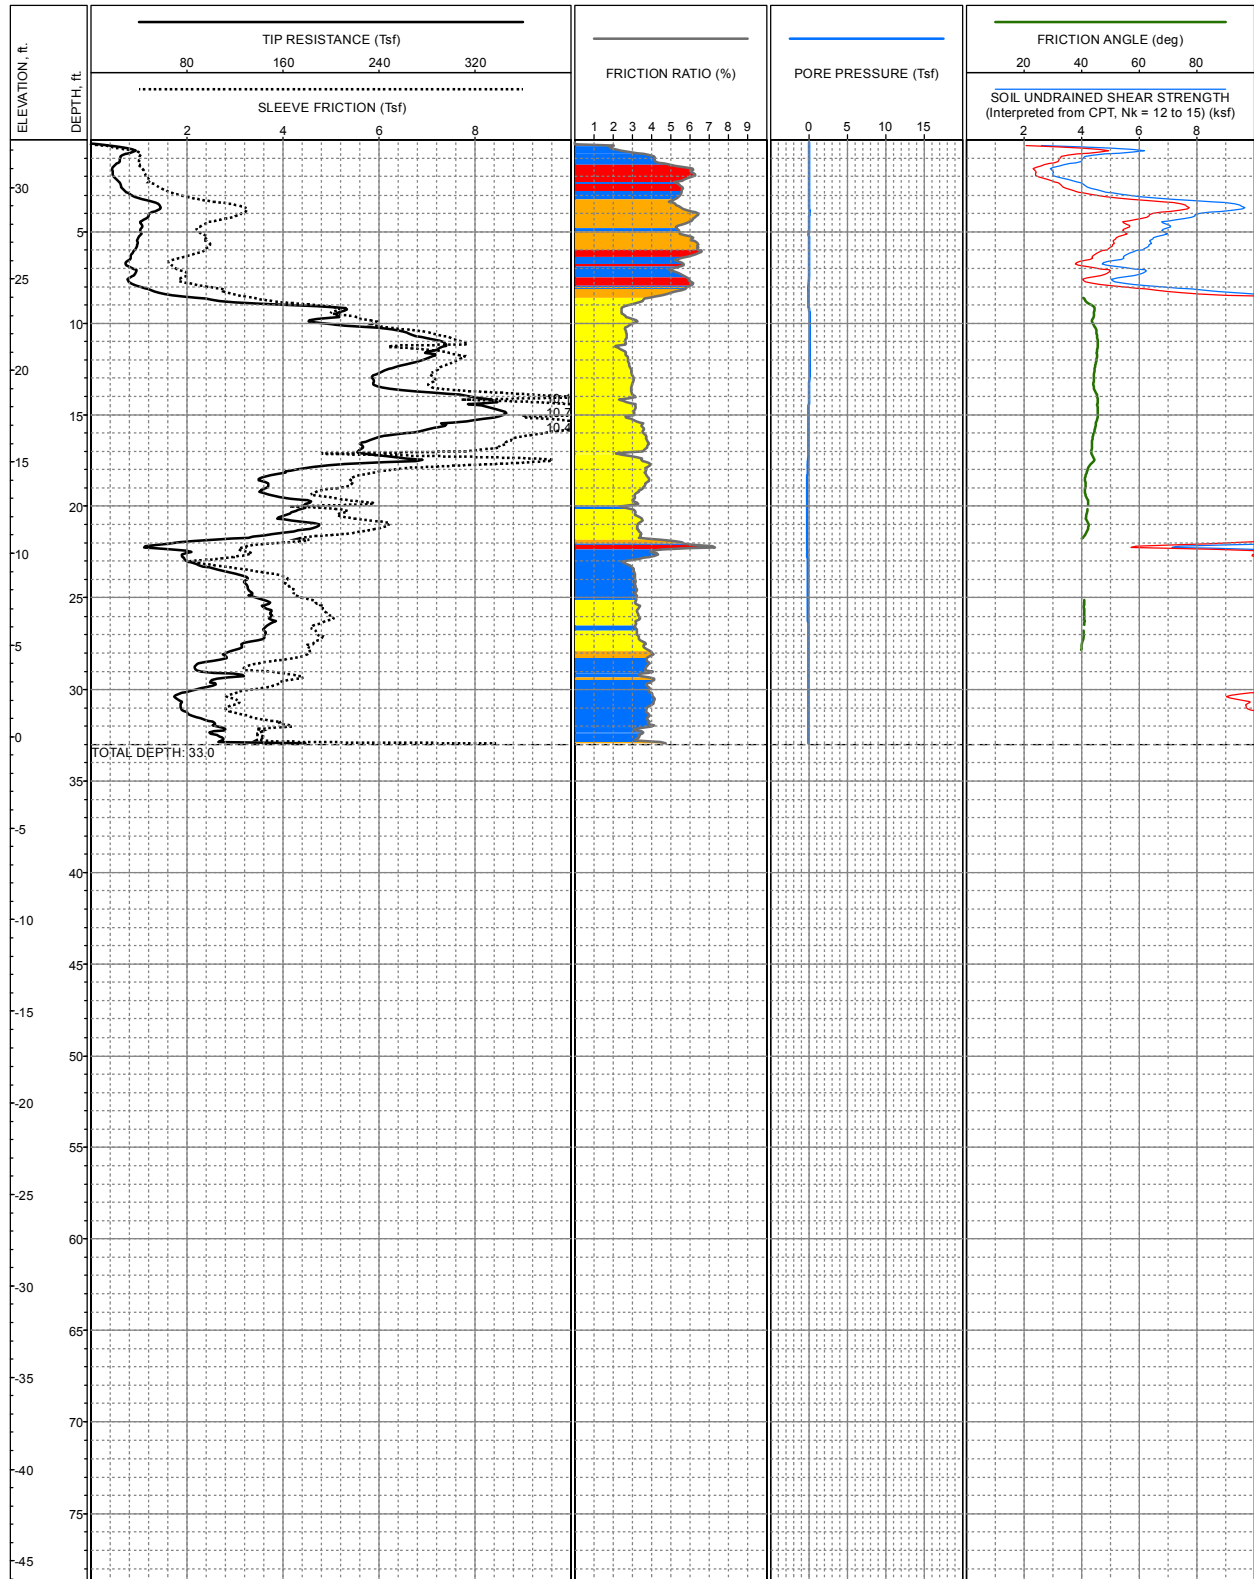 ELEVATION, ft.
DEPTH, ft.
TIP RESISTANCE (Tsf)
80 160 240 320
SLEEVE FRICTION (Tsf)
2 4 6 8
FRICTION RATIO (%)
1 2 3 4 5 6 7 8 9
PORE PRESSURE (Tsf)
0 5 10 15
FRICTION ANGLE (deg)
20 40 60 80
SOIL UNDRAINED SHEAR STRENGTH
(Interpreted from CPT, Nk = 12 to 15) (ksf)
2 4 6 8
30
5
25
10
20
10.7
15
10.4
15
20
10
25
5
30
0
TOTAL DEPTH: 33.0
35
-5
40
-10
45
-15
50
-20
55
-25
60
-30
65
-35
70
-40
75
-45